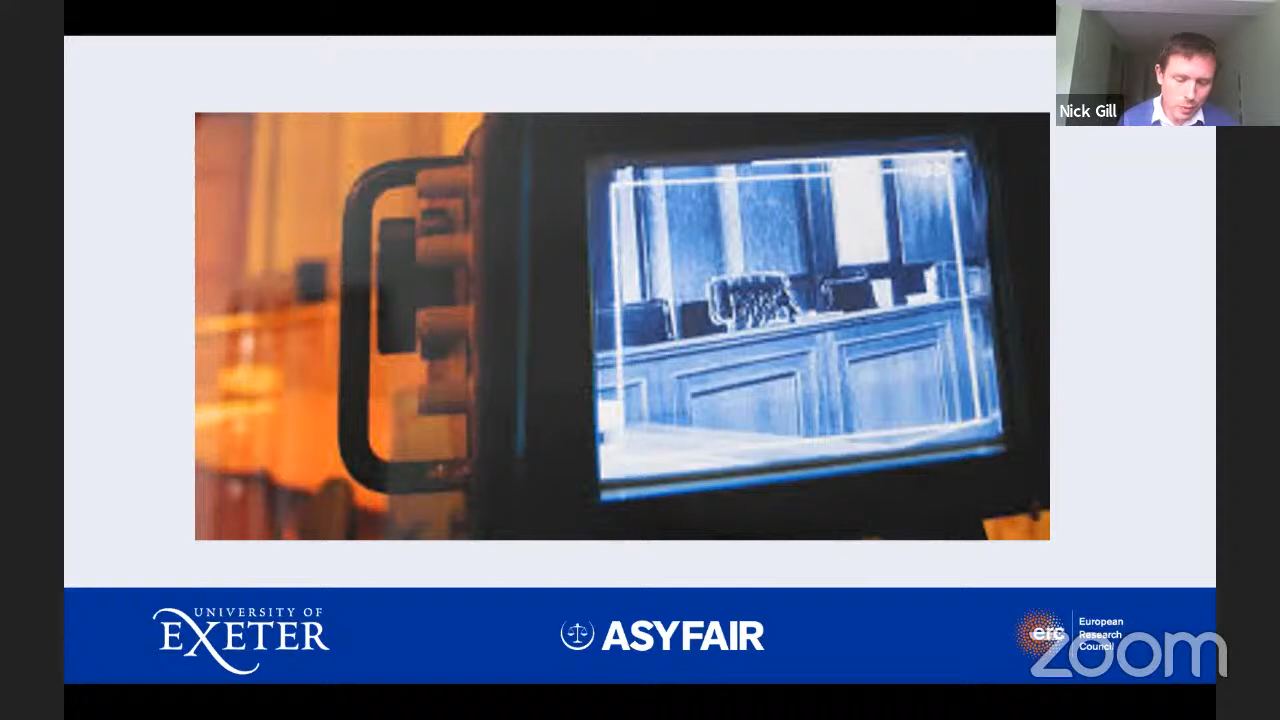 Nick Gill
UNIVERSITY OF
EXETER
ASYFAIR
erc
European
Research
Council
zoom